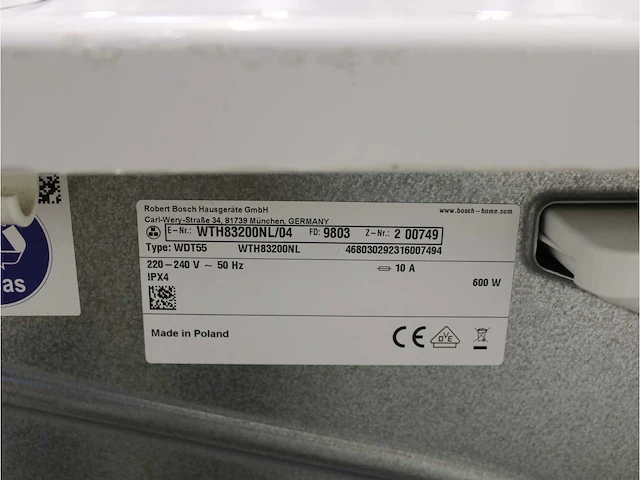 Robert Bosch Hausgeräte GmbH www.bosch-home.com
Carl-Wery-Straße 34, 81739 München, GERMANY
E-Nr.: WTH83200NL/04 FD: 9803 Z-Nr.: 2 00749
Type: WDT55 WTH83200NL 468030292316007494
220-240 V ~ 50 Hz 10 A
IPX4 600 W
Made in Poland CE DVE
as